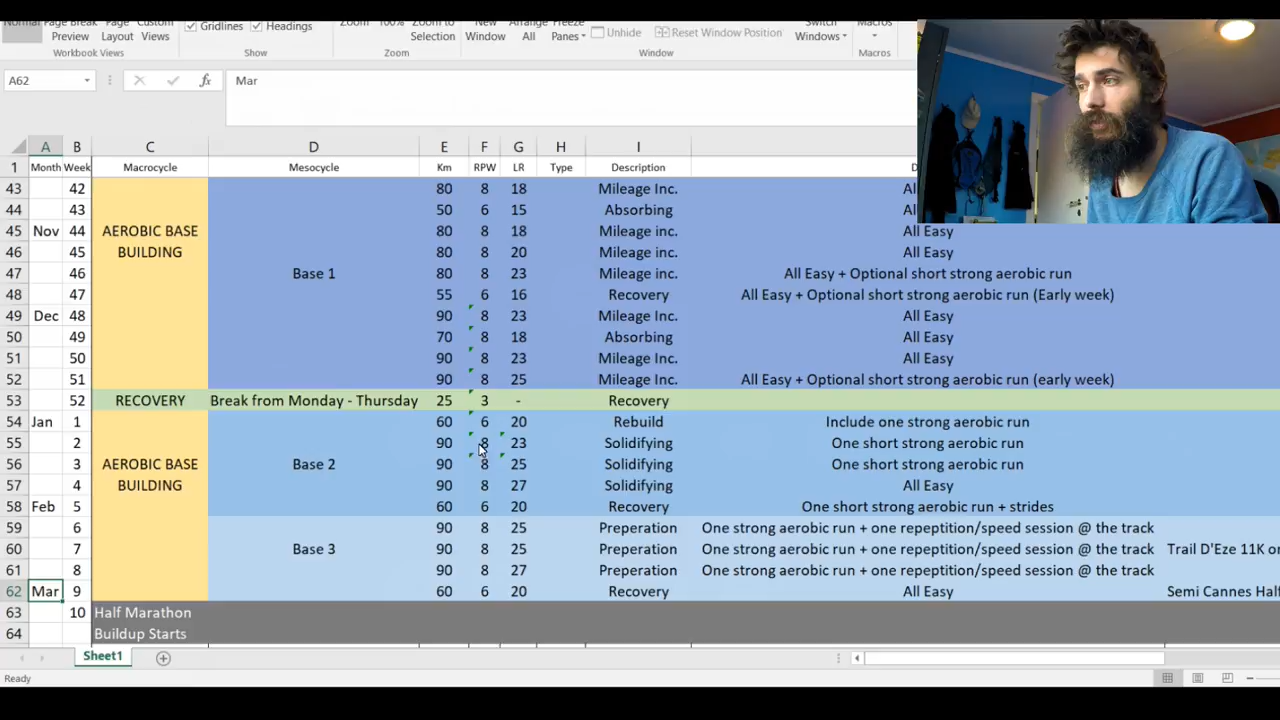 Normal Page Break Page Custom Gridlines Headings Zoom 100% Zoom to New Arrange Freeze Unhide Reset Window Position Switch Macros
Preview Layout Views Selection Window All Panes Windows
Workbook Views Show Zoom Window Macros
A62 fx Mar
A B C D E F G H I
1 Month Week Macrocycle Mesocycle Km RPW LR Type Description D
43 42 80 8 18 Mileage Inc. All
44 43 50 6 15 Absorbing All
45 Nov 44 AEROBIC BASE 80 8 18 Mileage inc. All Easy
46 45 BUILDING 80 8 20 Mileage inc. All Easy
47 46 Base 1 80 8 23 Mileage inc. All Easy + Optional short strong aerobic run
48 47 55 6 16 Recovery All Easy + Optional short strong aerobic run (Early week)
49 Dec 48 90 8 23 Mileage Inc. All Easy
50 49 70 8 18 Absorbing All Easy
51 50 90 8 23 Mileage Inc. All Easy
52 51 90 8 25 Mileage Inc. All Easy + Optional short strong aerobic run (early week)
53 52 RECOVERY Break from Monday - Thursday 25 3 - Recovery
54 Jan 1 60 6 20 Rebuild Include one strong aerobic run
55 2 90 8 23 Solidifying One short strong aerobic run
56 3 AEROBIC BASE Base 2 90 8 25 Solidifying One short strong aerobic run
57 4 BUILDING 90 8 27 Solidifying All Easy
58 Feb 5 60 6 20 Recovery One short strong aerobic run + strides
59 6 90 8 25 Preperation One strong aerobic run + one repeptition/speed session @ the track
60 7 Base 3 90 8 25 Preperation One strong aerobic run + one repeptition/speed session @ the track Trail D'Eze 11K or
61 8 90 8 27 Preperation One strong aerobic run + one repeptition/speed session @ the track
62 Mar 9 60 6 20 Recovery All Easy Semi Cannes Half
63 10 Half Marathon
64 Buildup Starts
Sheet1
Ready